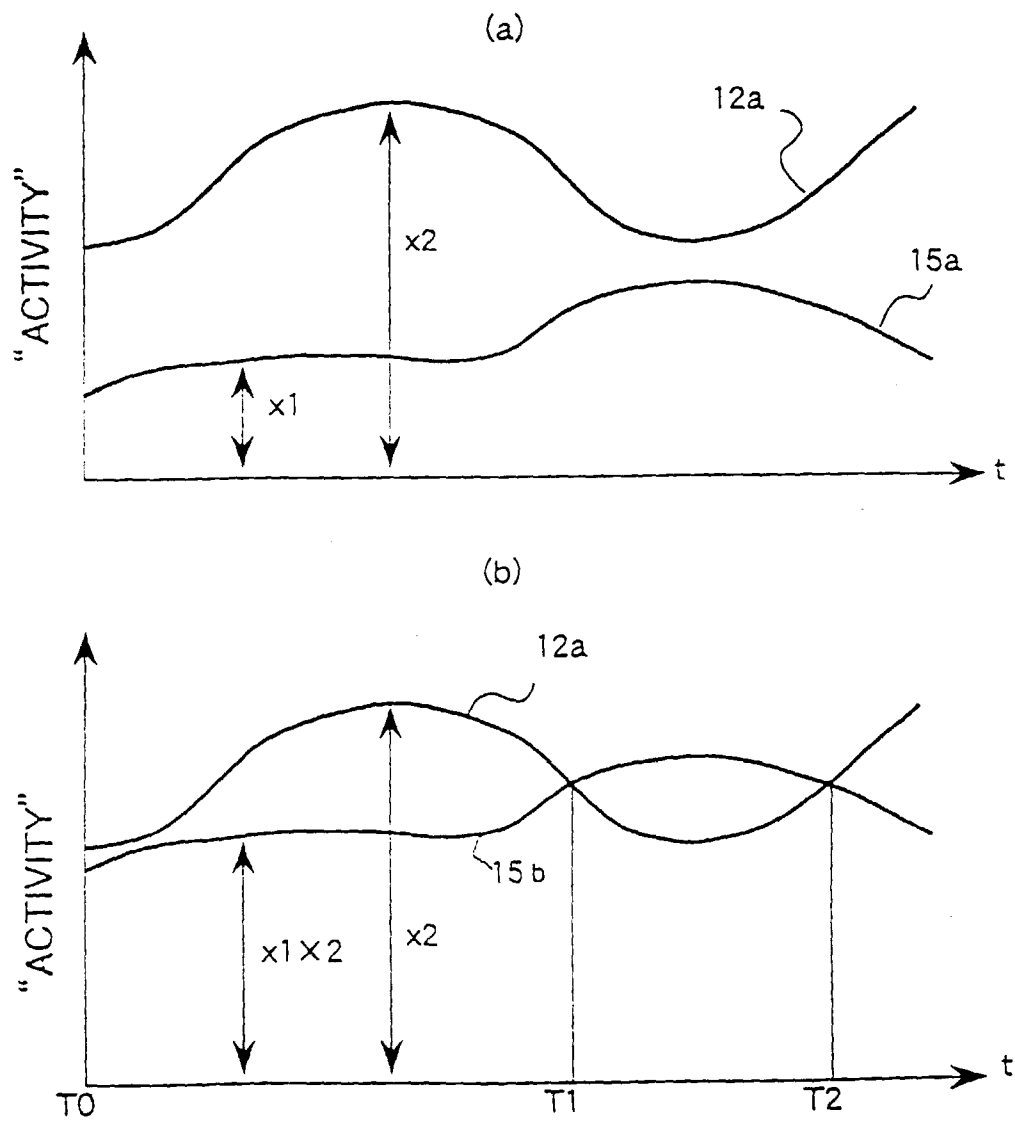 (a)
12a
"ACTIVITY"
x2
15a
x1
t
(b)
12a
"ACTIVITY"
15b
x1×2
x2
t
T0
T1
T2